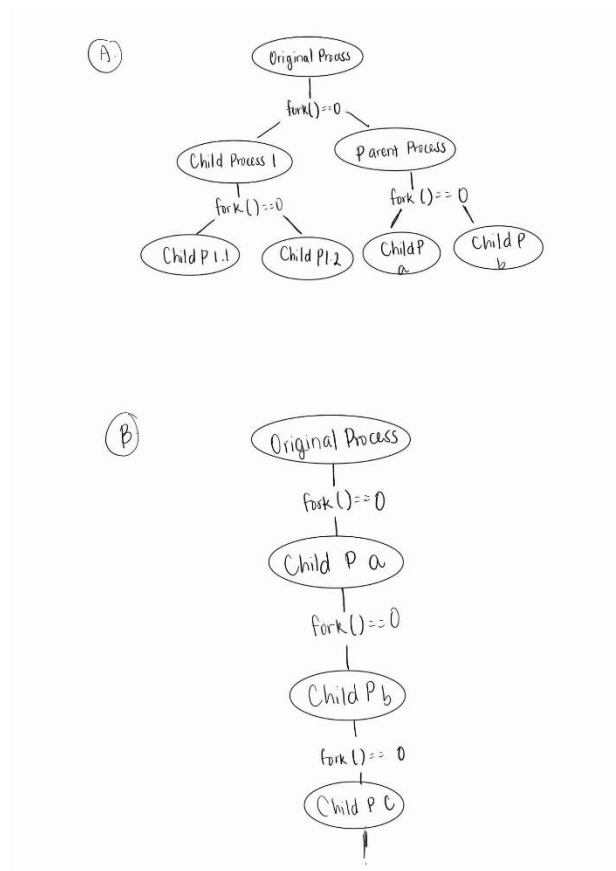 A.
Original Process
fork()==0
Child Process 1
Parent Process
fork()==0
fork()==0
Child P 1.1
Child P1.2
Child P
a
Child P
b
B
Original Process
fork()==0
Child P a
fork()==0
Child P b
fork()== 0
Child P C